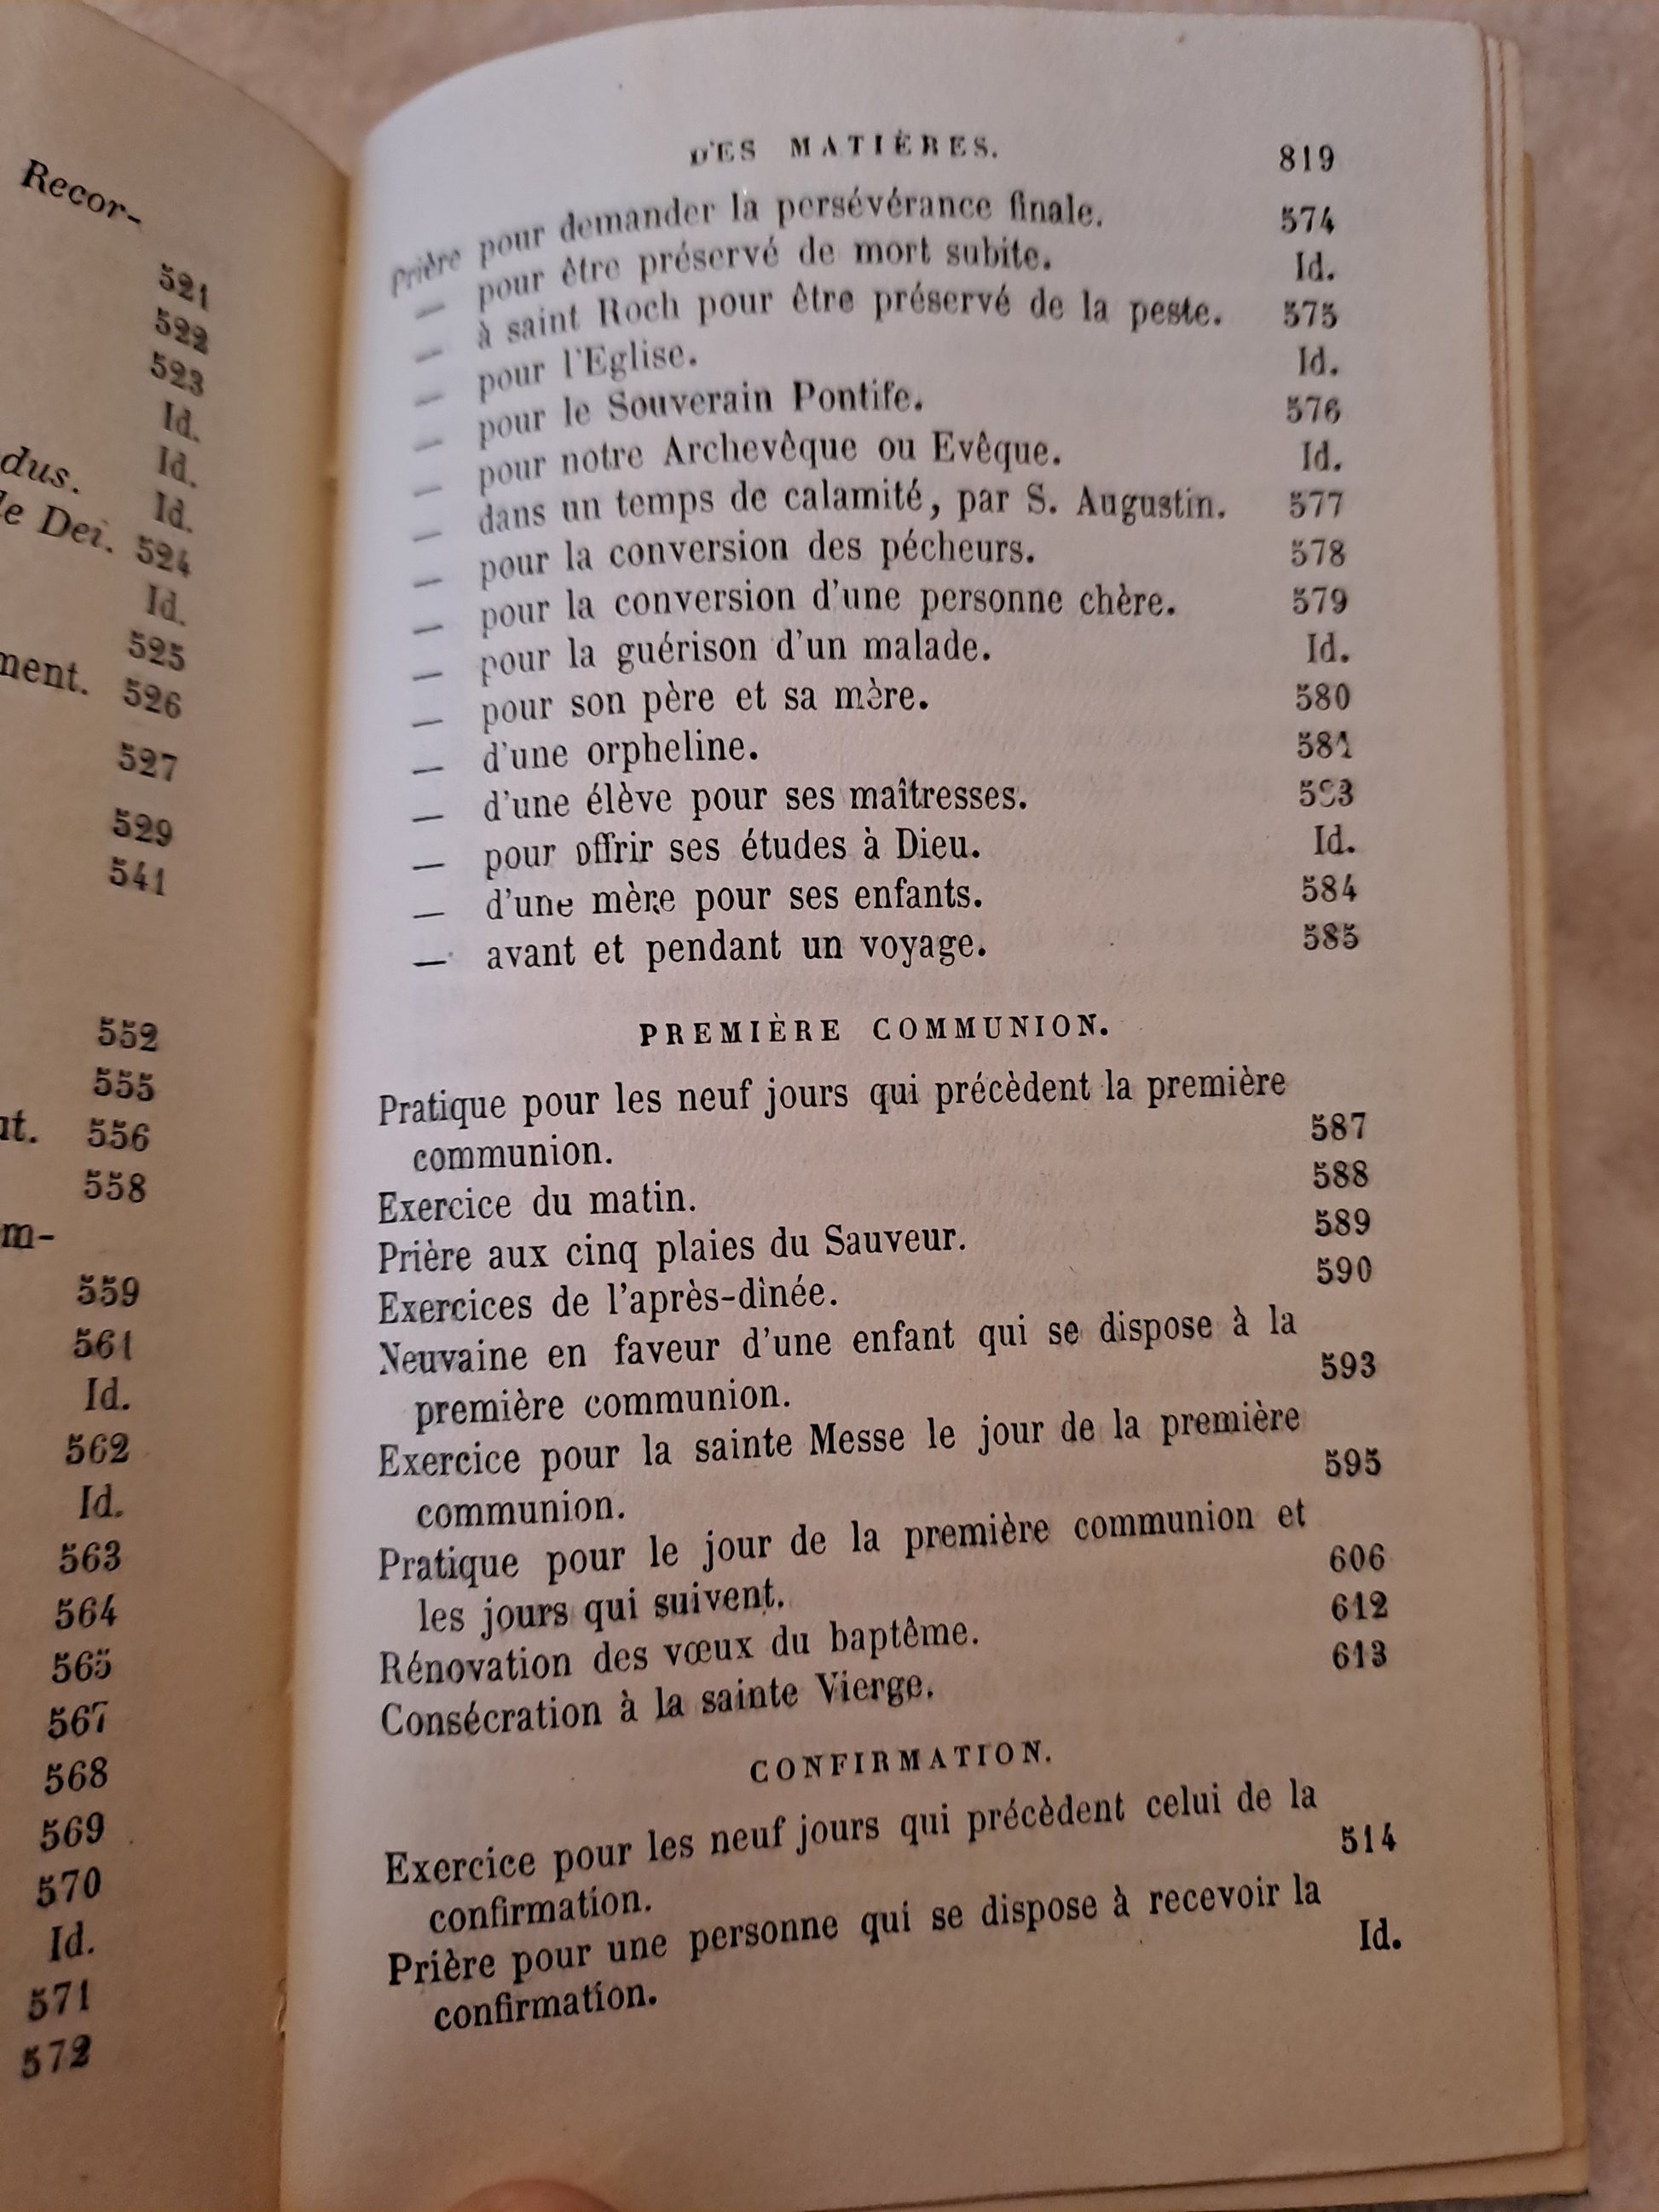 Recor-
521
522
523
Id.
Id.
dus. Id.
le Dei. 524
Id.
525
ment. 526
527
529
541
552
555
nt. 556
558
m-
559
561
Id.
562
Id.
563
564
565
567
568
569
570
Id.
571
572
DES MATIÈRES. 819
Prière pour demander la persévérance finale. 574
— pour être préservé de mort subite. Id.
— à saint Roch pour être préservé de la peste. 575
— pour l'Eglise. Id.
— pour le Souverain Pontife. 576
— pour notre Archevêque ou Evêque. Id.
— dans un temps de calamité, par S. Augustin. 577
— pour la conversion des pécheurs. 578
— pour la conversion d'une personne chère. 579
— pour la guérison d'un malade. Id.
— pour son père et sa mère. 580
— d'une orpheline. 581
— d'une élève pour ses maîtresses.
— pour offrir ses études à Dieu. Id.
— d'une mère pour ses enfants. 584
— avant et pendant un voyage. 585
PREMIÈRE COMMUNION.
Pratique pour les neuf jours qui précèdent la première
communion. 587
Exercice du matin. 588
Prière aux cinq plaies du Sauveur. 589
Exercices de l'après-dînée. 590
Neuvaine en faveur d'une enfant qui se dispose à la
première communion. 593
Exercice pour la sainte Messe le jour de la première
communion. 595
Pratique pour le jour de la première communion et
les jours qui suivent. 606
Rénovation des vœux du baptême. 612
Consécration à la sainte Vierge. 613
CONFIRMATION.
Exercice pour les neuf jours qui précèdent celui de la
confirmation. 514
Prière pour une personne qui se dispose à recevoir la
confirmation. Id.